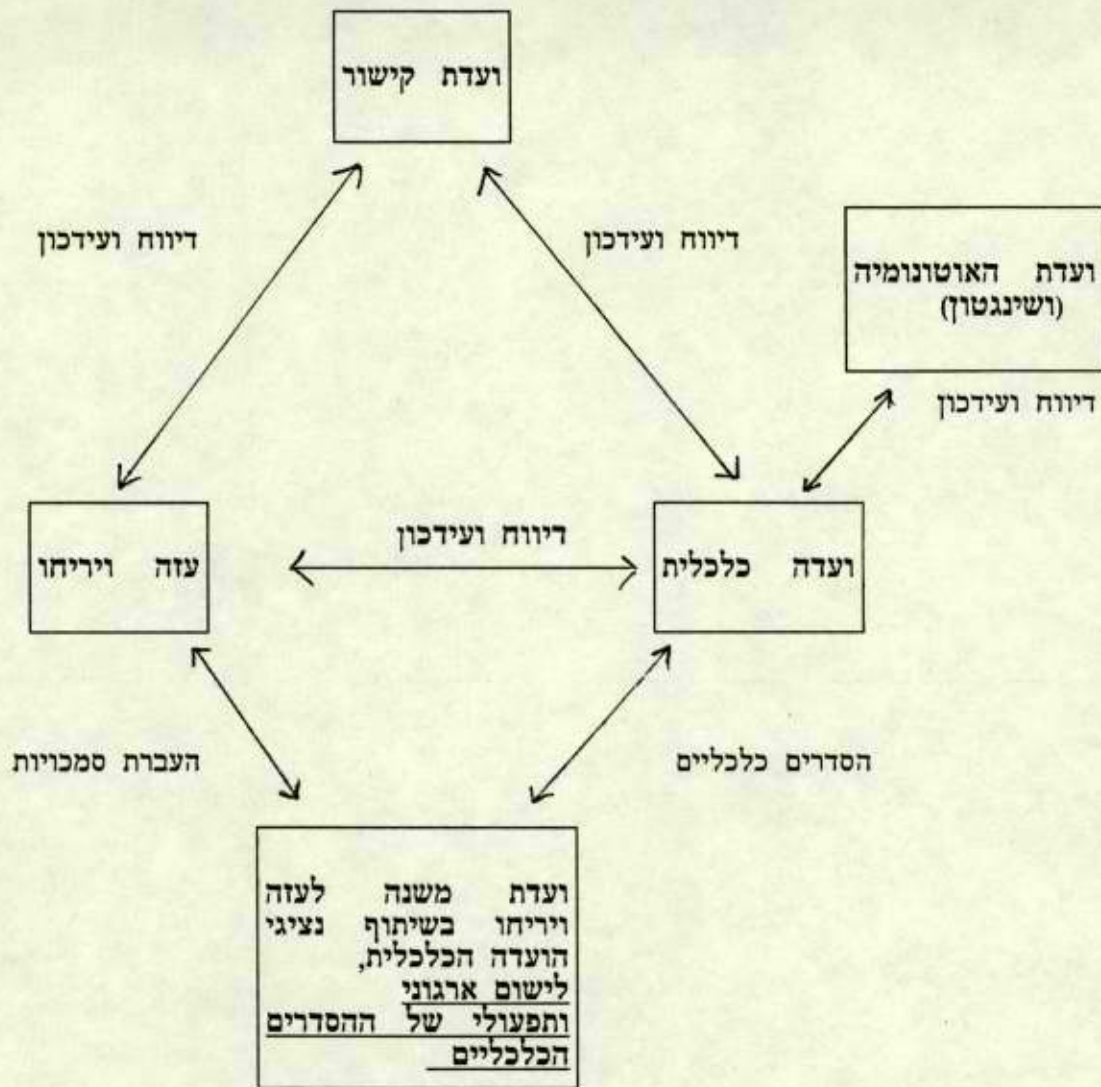 ועדת קישור
דיווח ועידכון
דיווח ועידכון
ועדת האוטונומיה
(ושינגטון)
דיווח ועידכון
דיווח ועידכון
ועדה כלכלית
עזה ויריחו
הסדרים כלכליים
העברת סמכויות
ועדת משנה לעזה
ויריחו בשיתוף נציגי
הועדה הכלכלית,
לישום ארגוני
ותפעולי של ההסדרים
הכלכליים